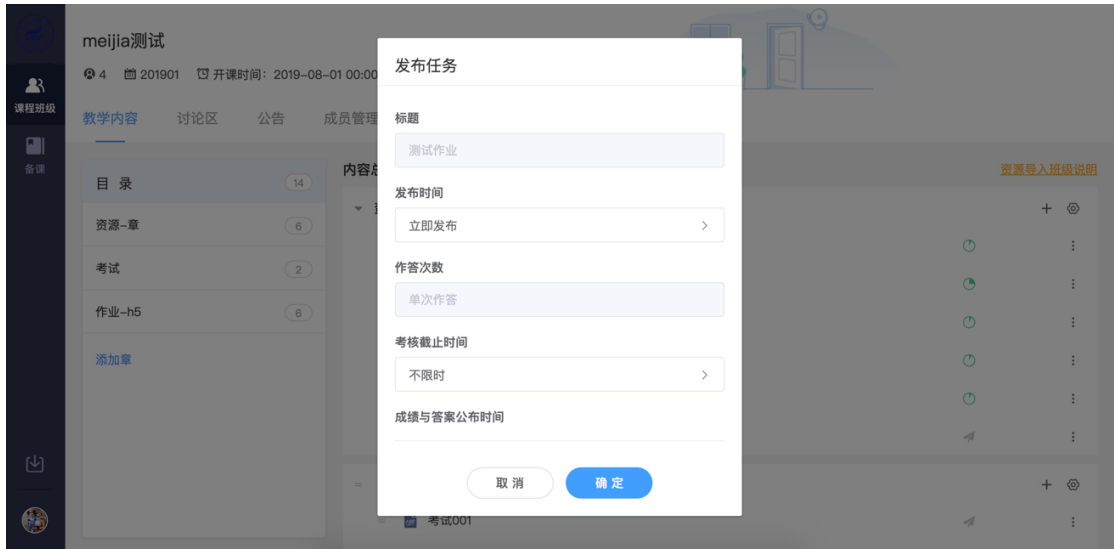 meijia测试
4 201901 开课时间：2019-08-01 00:00
课程班级
备课
教学内容 讨论区 公告 成员管理
目 录 14
资源-章 6
考试 2
作业-h5 6
添加章
内容总
资源导入班级说明
发布任务
标题
测试作业
发布时间
立即发布
作答次数
单次作答
考核截止时间
不限时
成绩与答案公布时间
取 消 确 定
考试001